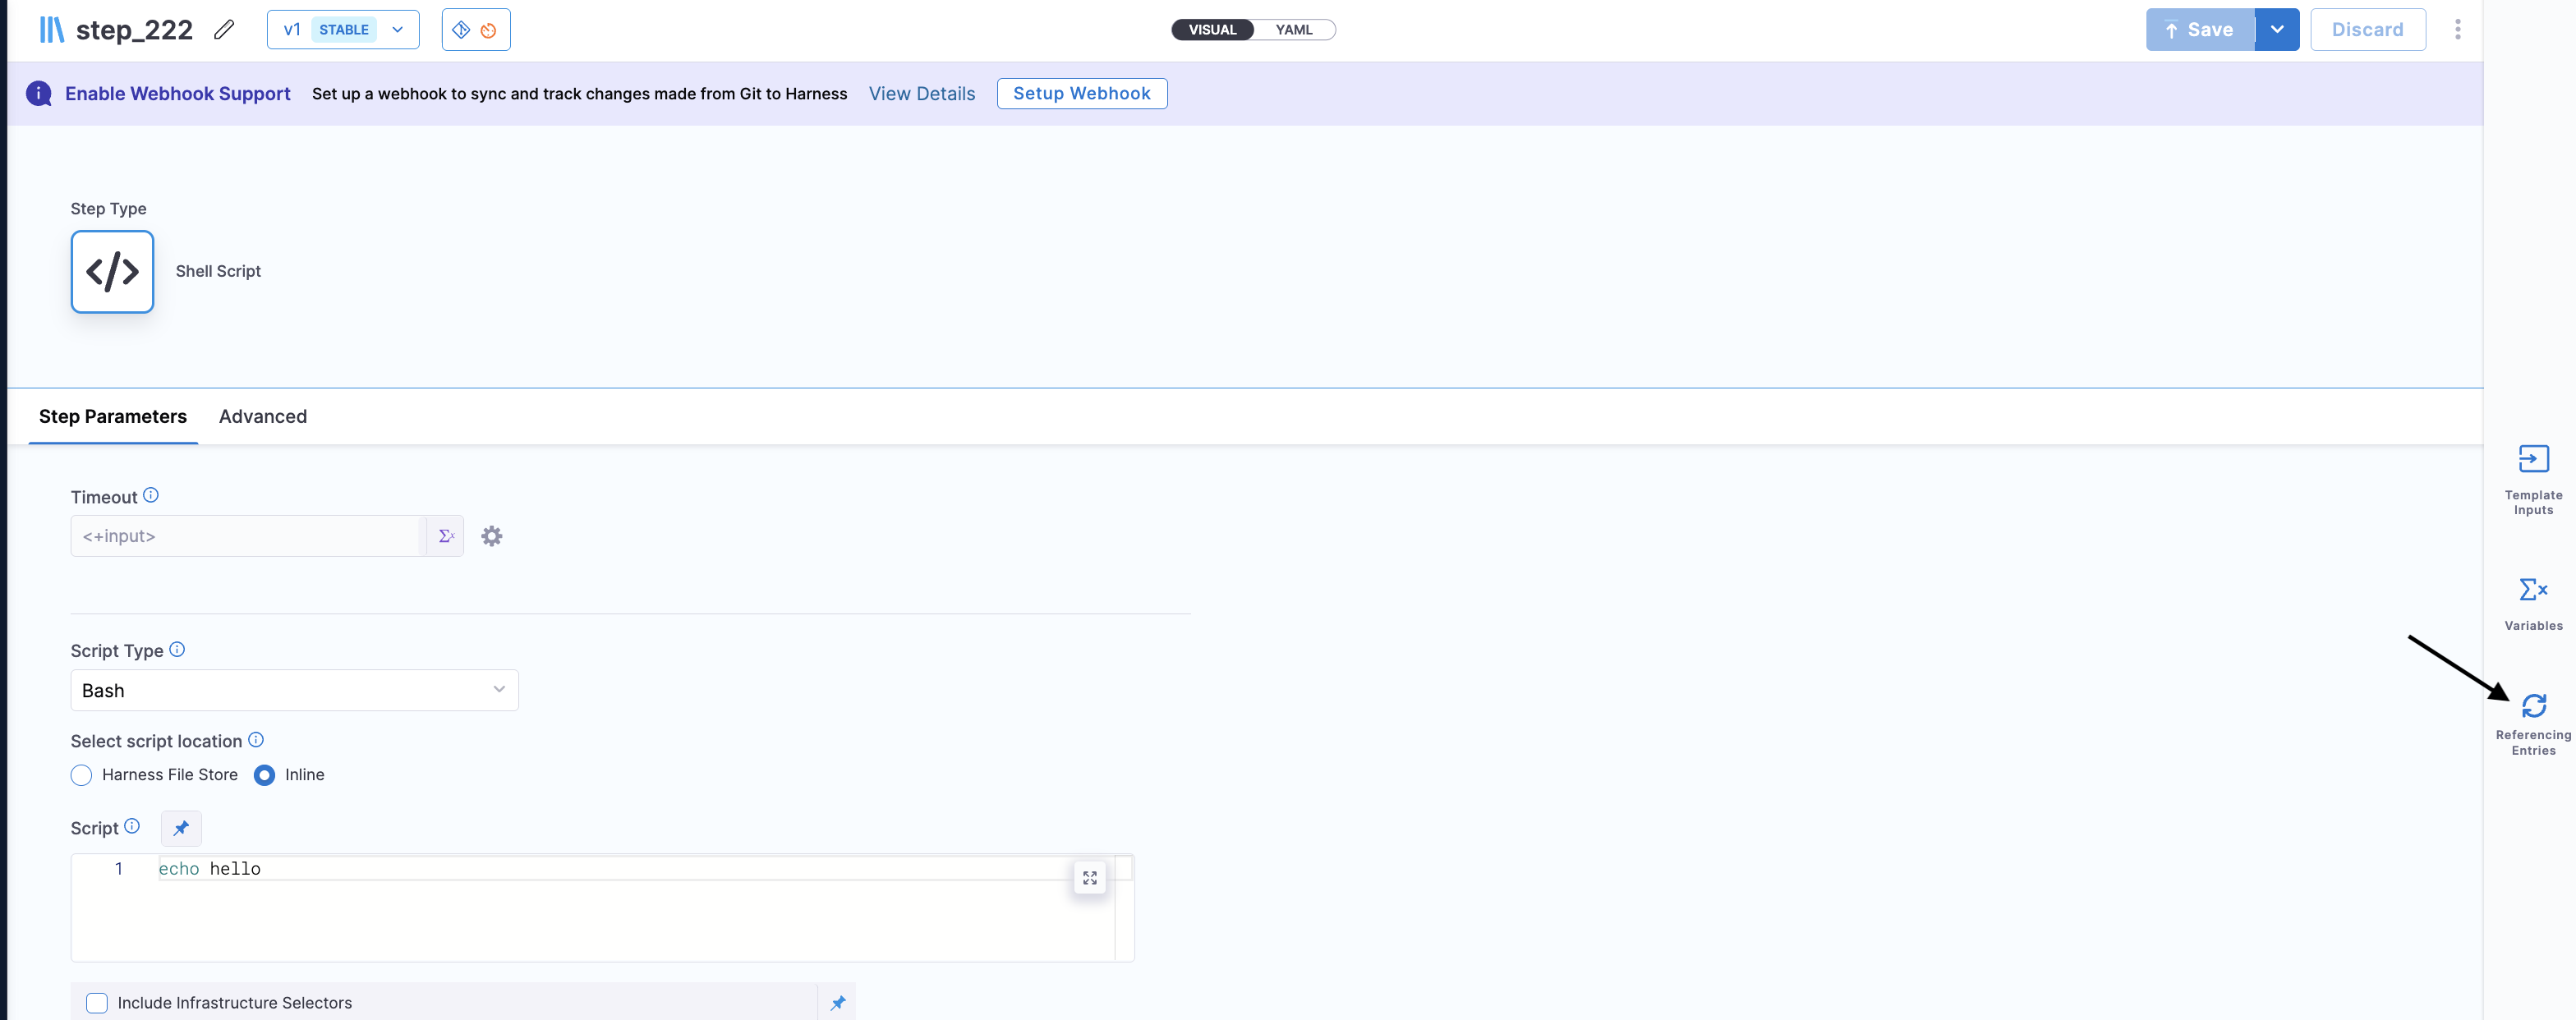 step_222
v1 STABLE
VISUAL YAML
Save
Discard
Enable Webhook Support Set up a webhook to sync and track changes made from Git to Harness View Details Setup Webhook
Step Type
Shell Script
Step Parameters Advanced
Timeout
<+input>
Script Type
Bash
Select script location
Harness File Store Inline
Script
1 echo hello
Include Infrastructure Selectors
Template
Inputs
Variables
Referencing
Entries